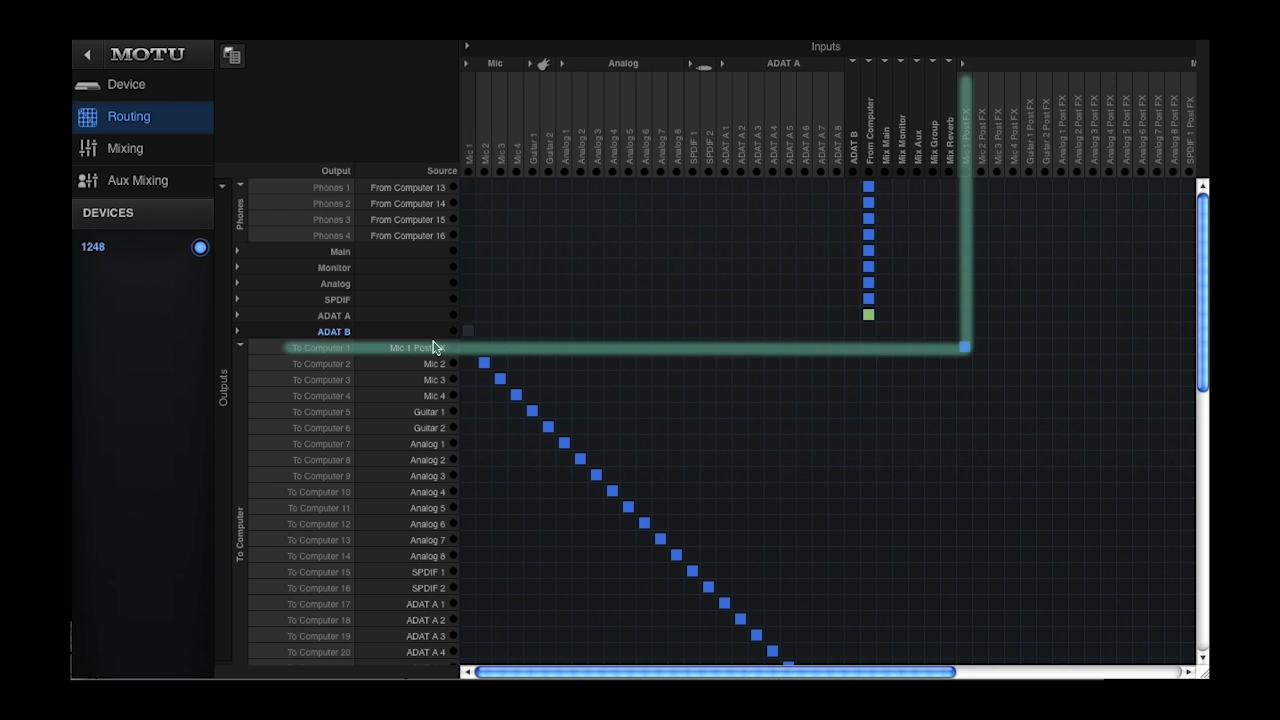 MOTU
Device
Routing
Mixing
Aux Mixing
DEVICES
1248
Inputs
Mic
Analog
ADAT A
M
Mic 1
Mic 2
Mic 3
Mic 4
Guitar 1
Guitar 2
Analog 1
Analog 2
Analog 3
Analog 4
Analog 5
Analog 6
Analog 7
Analog 8
SPDIF 1
SPDIF 2
ADAT A 1
ADAT A 2
ADAT A 3
ADAT A 4
ADAT A 5
ADAT A 6
ADAT A 7
ADAT A 8
ADAT B
From Computer
Mix Main
Mix Monitor
Mix Aux
Mix Group
Mix Reverb
Mic 1 Post FX
Mic 2 Post FX
Mic 3 Post FX
Mic 4 Post FX
Guitar 1 Post FX
Guitar 2 Post FX
Analog 1 Post FX
Analog 2 Post FX
Analog 3 Post FX
Analog 4 Post FX
Analog 5 Post FX
Analog 6 Post FX
Analog 7 Post FX
Analog 8 Post FX
SPDIF 1 Post FX
Output Source
Outputs
Phones
Phones 1 From Computer 13
Phones 2 From Computer 14
Phones 3 From Computer 15
Phones 4 From Computer 16
Main
Monitor
Analog
SPDIF
ADAT A
ADAT B
To Computer
To Computer 1 Mic 1 Post FX
To Computer 2 Mic 2
To Computer 3 Mic 3
To Computer 4 Mic 4
To Computer 5 Guitar 1
To Computer 6 Guitar 2
To Computer 7 Analog 1
To Computer 8 Analog 2
To Computer 9 Analog 3
To Computer 10 Analog 4
To Computer 11 Analog 5
To Computer 12 Analog 6
To Computer 13 Analog 7
To Computer 14 Analog 8
To Computer 15 SPDIF 1
To Computer 16 SPDIF 2
To Computer 17 ADAT A 1
To Computer 18 ADAT A 2
To Computer 19 ADAT A 3
To Computer 20 ADAT A 4